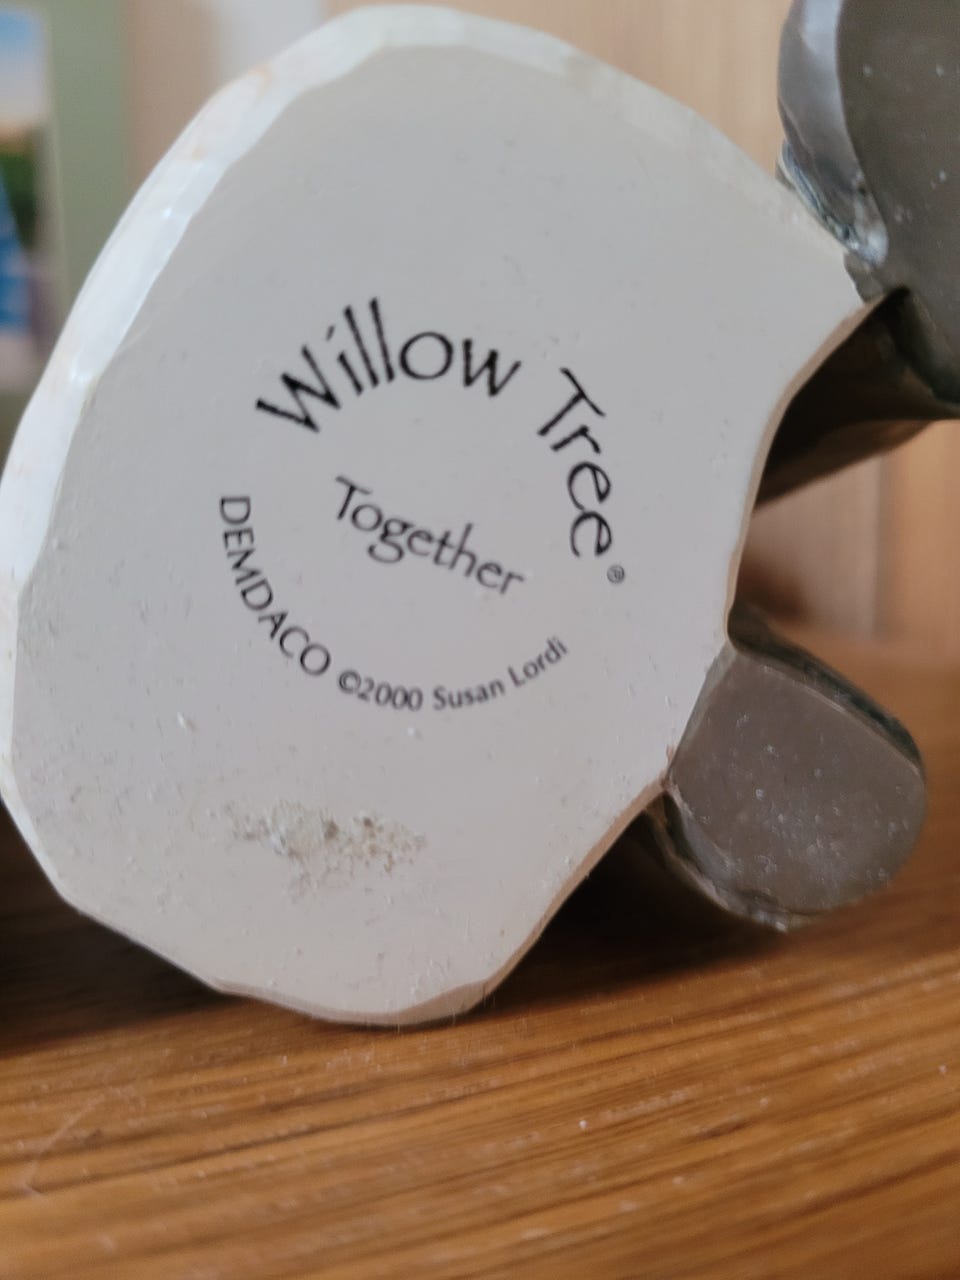 Willow Tree®
Together
DEMDACO ©2000 Susan Lordi